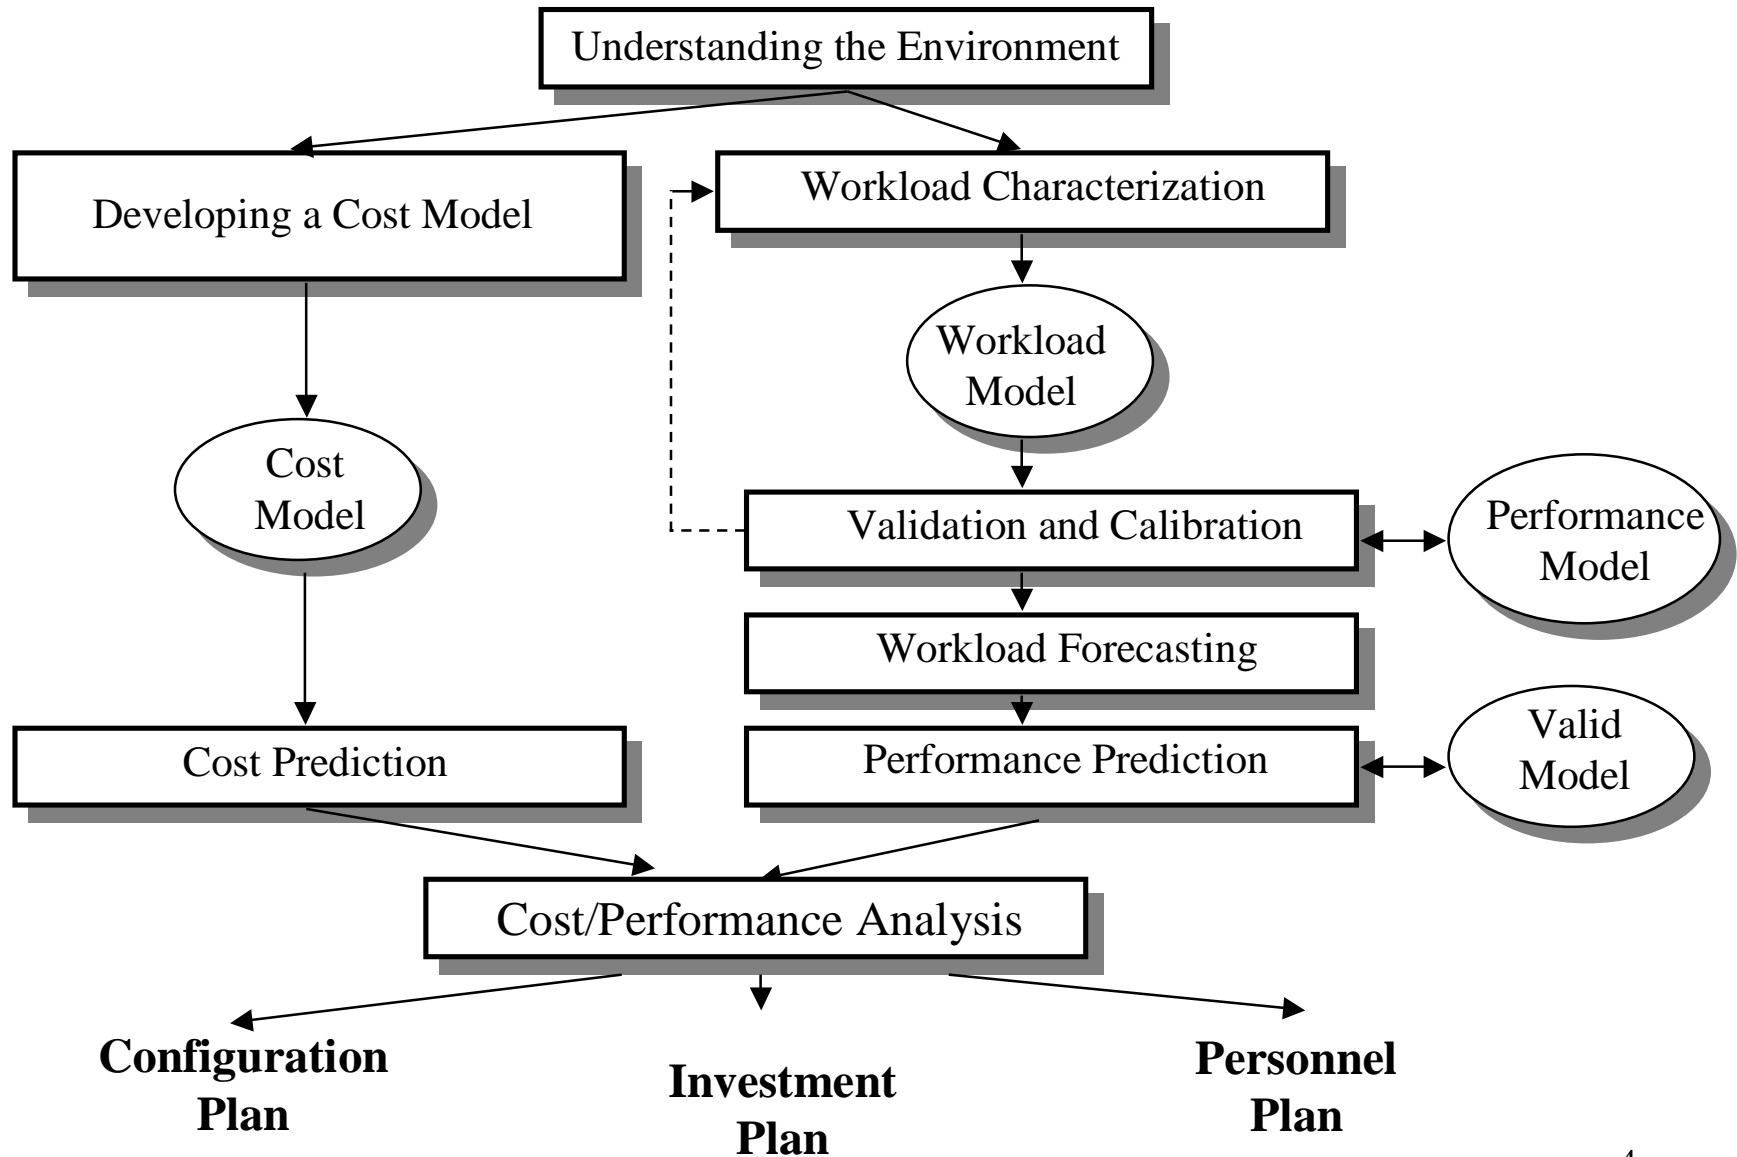 Understanding the Environment
Developing a Cost Model
Workload Characterization
Workload
Model
Cost
Model
Validation and Calibration
Performance
Model
Workload Forecasting
Cost Prediction
Performance Prediction
Valid
Model
Cost/Performance Analysis
Configuration
Plan
Investment
Plan
Personnel
Plan